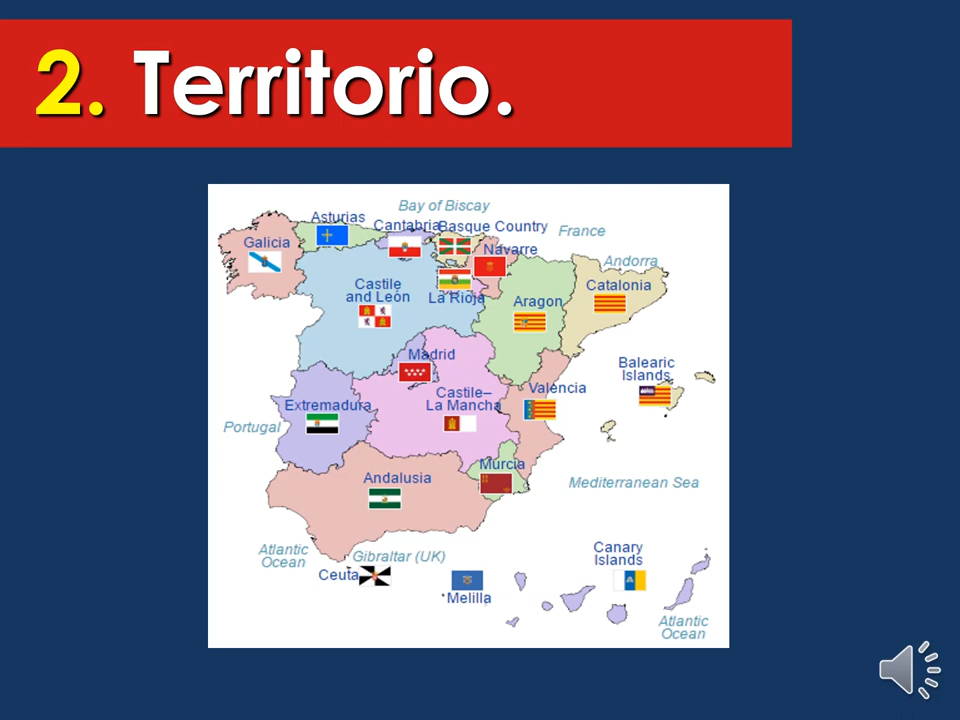 2. Territorio.
Bay of Biscay
Asturias
Cantabria
Basque Country
France
Galicia
Navarre
Andorra
Castile
and León
La Rioja
Aragon
Catalonia
Madrid
Balearic
Islands
Extremadura
Castile–
La Mancha
Valencia
Portugal
Murcia
Andalusia
Mediterranean Sea
Atlantic
Ocean
Gibraltar (UK)
Ceuta
Melilla
Canary
Islands
Atlantic
Ocean